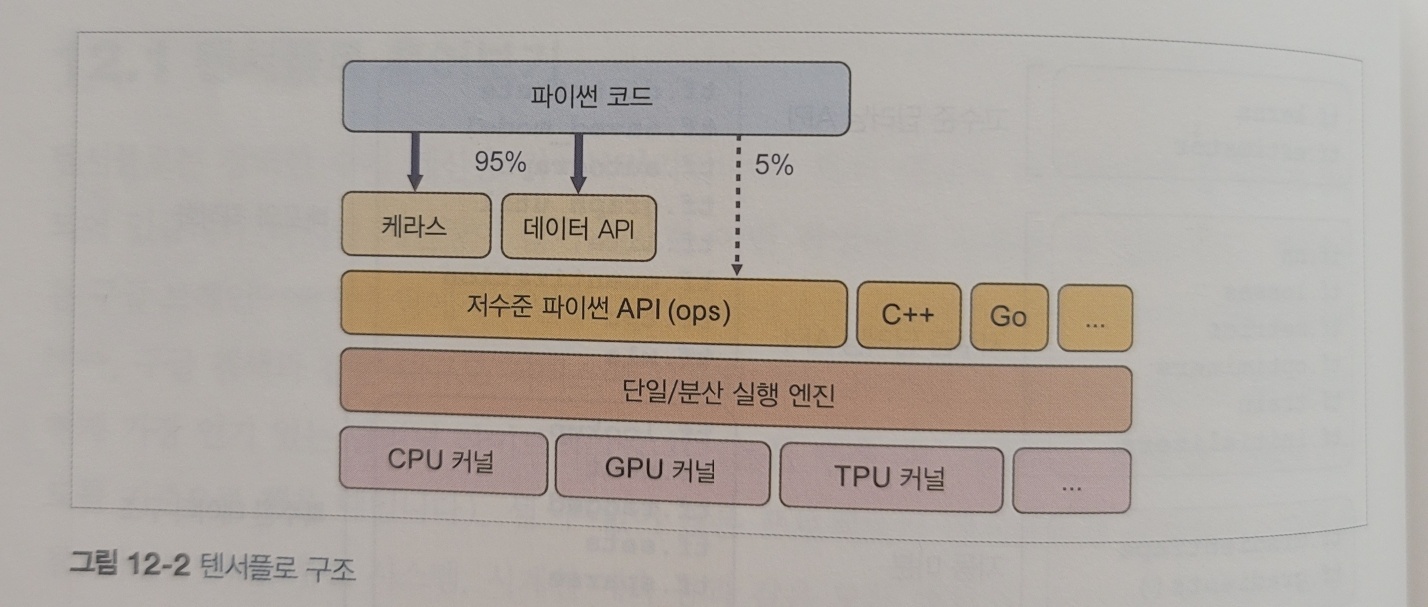 파이썬 코드
95%
5%
케라스
데이터 API
저수준 파이썬 API (ops)
C++
Go
...
단일/분산 실행 엔진
CPU 커널
GPU 커널
TPU 커널
...
그림 12-2 텐서플로 구조